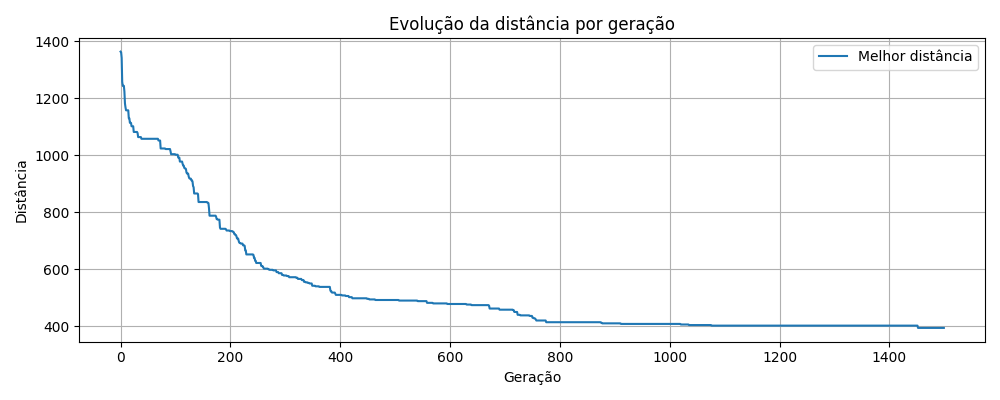 Evolução da distância por geração
Melhor distância
Distância
1400
1200
1000
800
600
400
0 200 400 600 800 1000 1200 1400
Geração